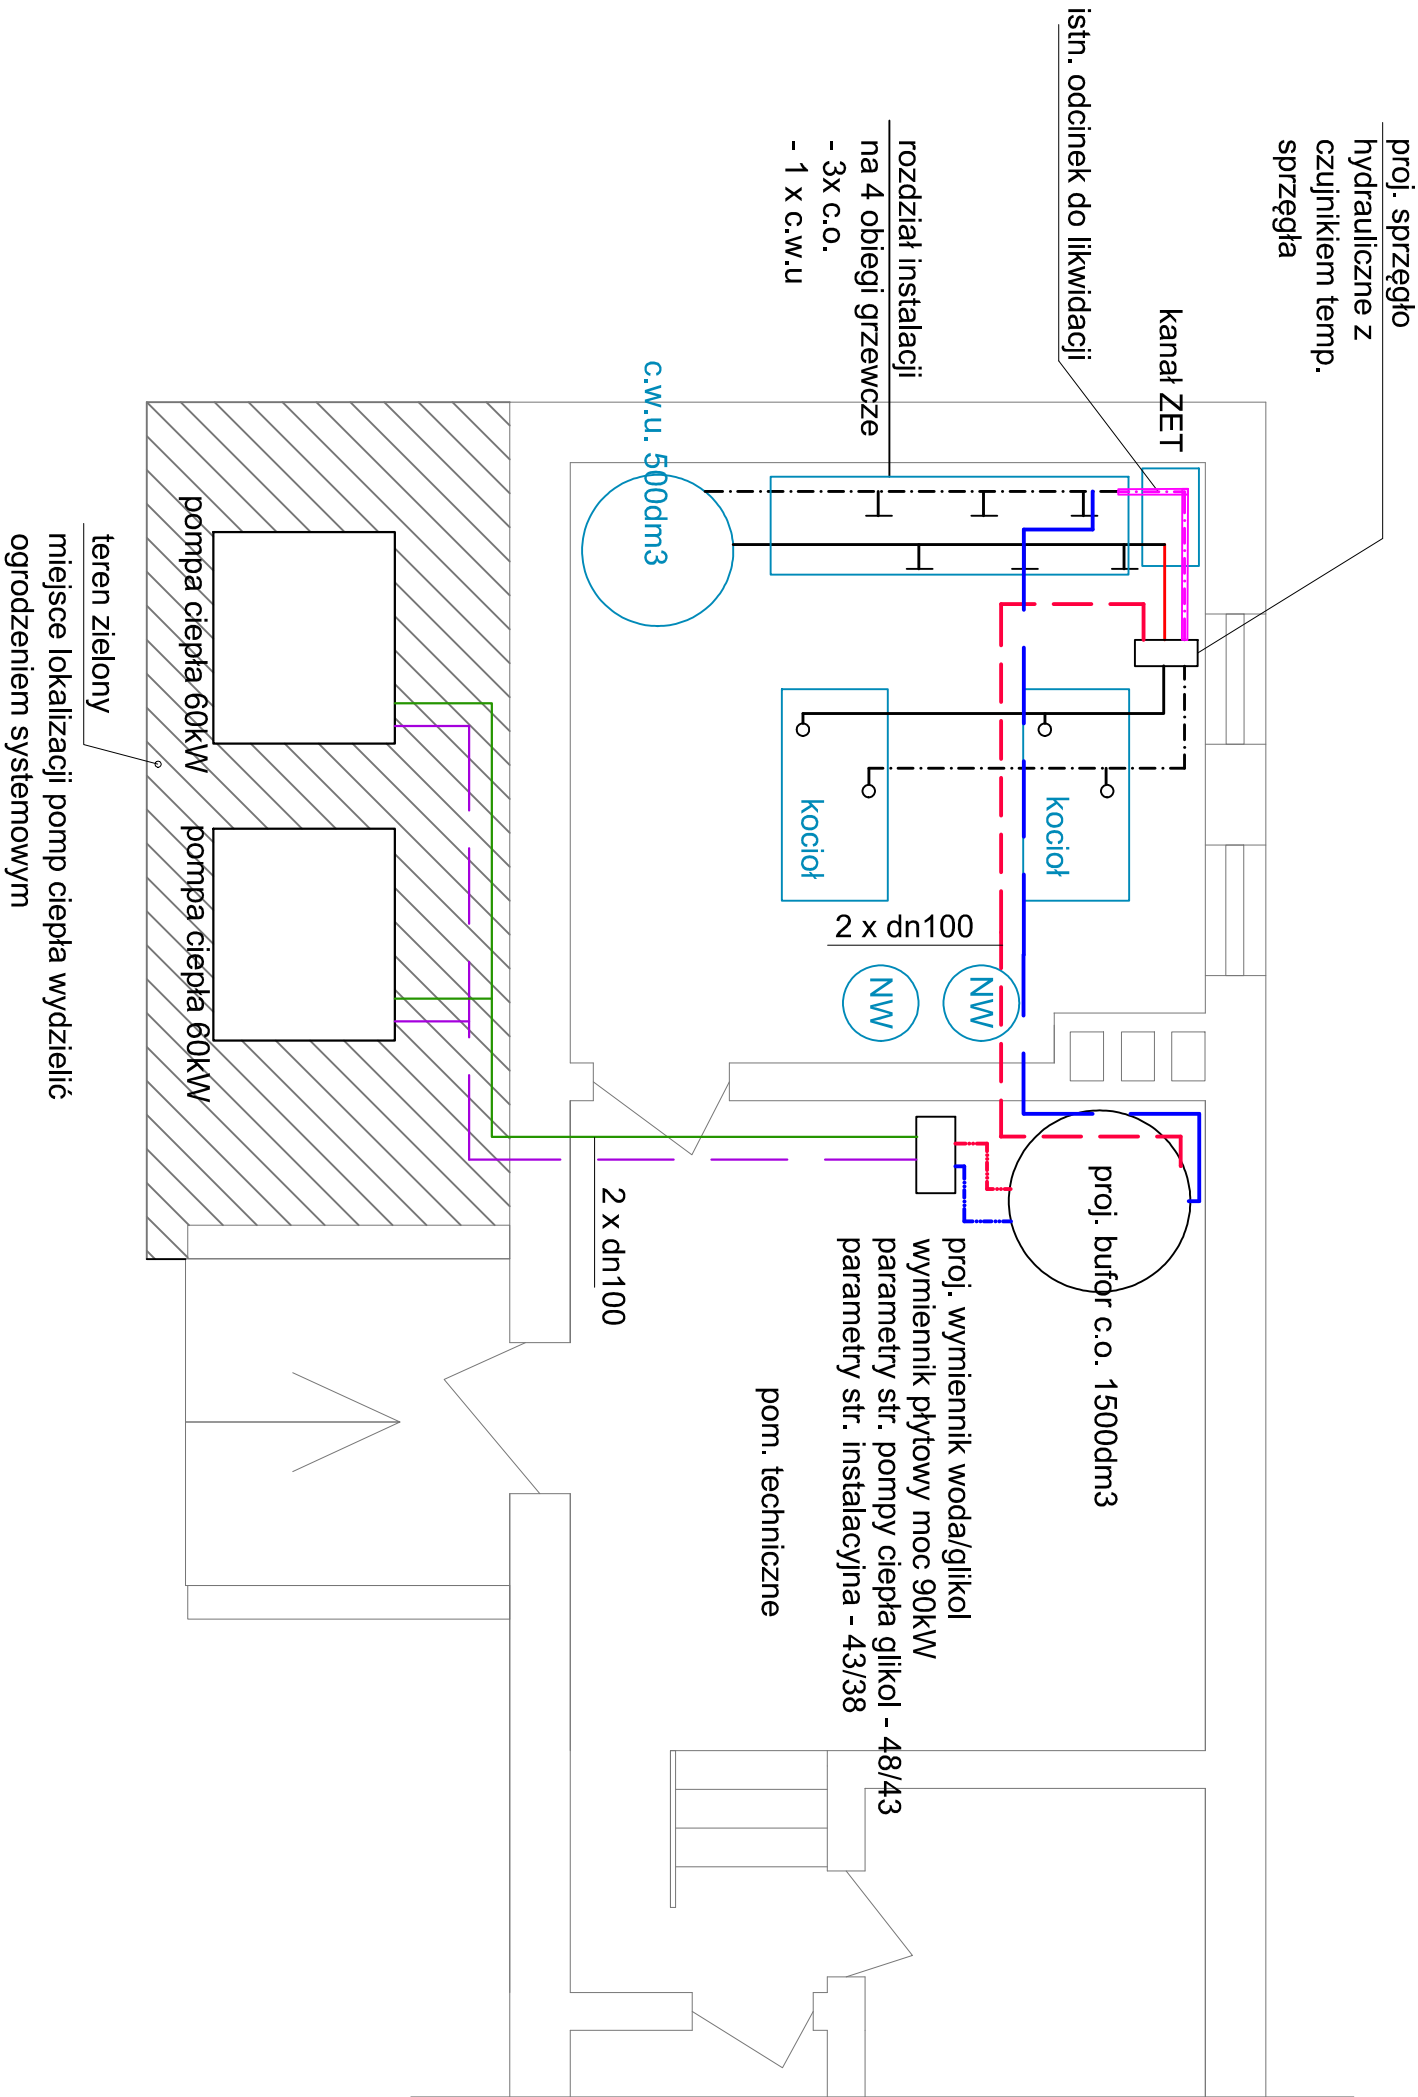 proj. sprzęgło
hydrauliczne z
czujnikiem temp.
sprzęgła
istn. odcinek do likwidacji
kanał ZET
rozdział instalacji
na 4 obiegi grzewcze
- 3x c.o.
- 1 x c.w.u
c.w.u. 500dm3
kocioł
kocioł
2 x dn100
NW
NW
pompa ciepła 60kW
pompa ciepła 60kW
teren zielony
miejsce lokalizacji pomp ciepła wydzielić
ogrodzeniem systemowym
2 x dn100
proj. bufor c.o. 1500dm3
proj. wymiennik woda/glikol
wymiennik płytowy moc 90kW
parametry str. pompy ciepła glikol - 48/43
parametry str. instalacyjna - 43/38
pom. techniczne